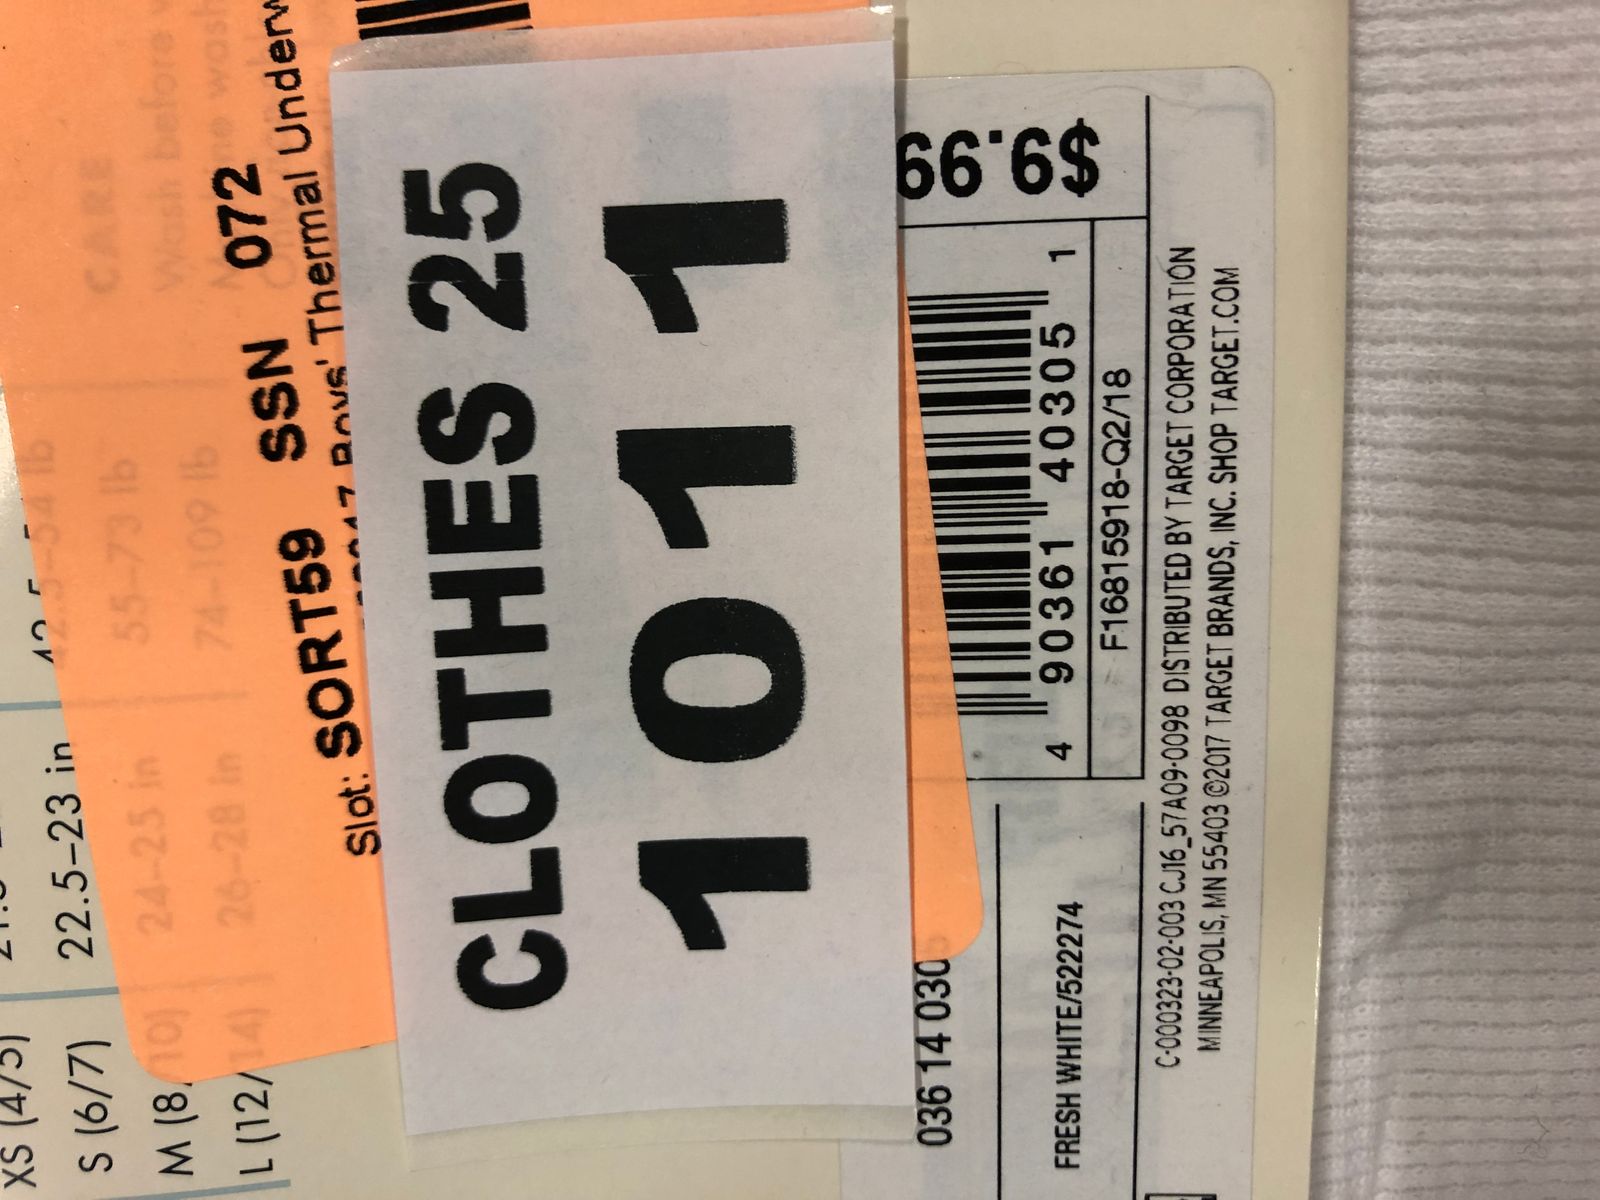 XS (4/5)
S (6/7) 22.5–23 in
M (8/10) 24–25 in 55–73 lb
L (12/14) 26–28 in 74–109 lb
CARE
Wash before
SORT59 SSN 072
Slot:
2017 Boys' Thermal Underw
CLOTHES 25
1011
$9.99
4 90361 40305 1
F16815918-Q2/18
036 14 030
FRESH WHITE/522274
C-000323-02-003 CJ16_57A09-0098 DISTRIBUTED BY TARGET CORPORATION
MINNEAPOLIS, MN 55403 ©2017 TARGET BRANDS, INC. SHOP TARGET.COM